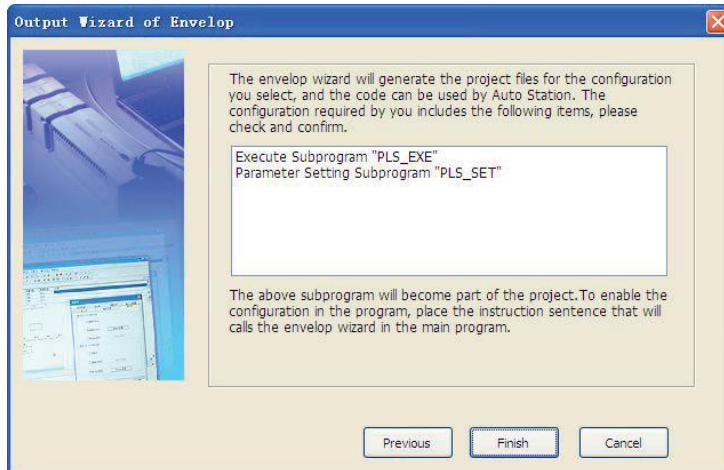 Output Wizard of Envelop
The envelop wizard will generate the project files for the configuration
you select, and the code can be used by Auto Station. The
configuration required by you includes the following items, please
check and confirm.
Execute Subprogram "PLS_EXE"
Parameter Setting Subprogram "PLS_SET"
The above subprogram will become part of the project.To enable the
configuration in the program, place the instruction sentence that will
calls the envelop wizard in the main program.
Previous
Finish
Cancel